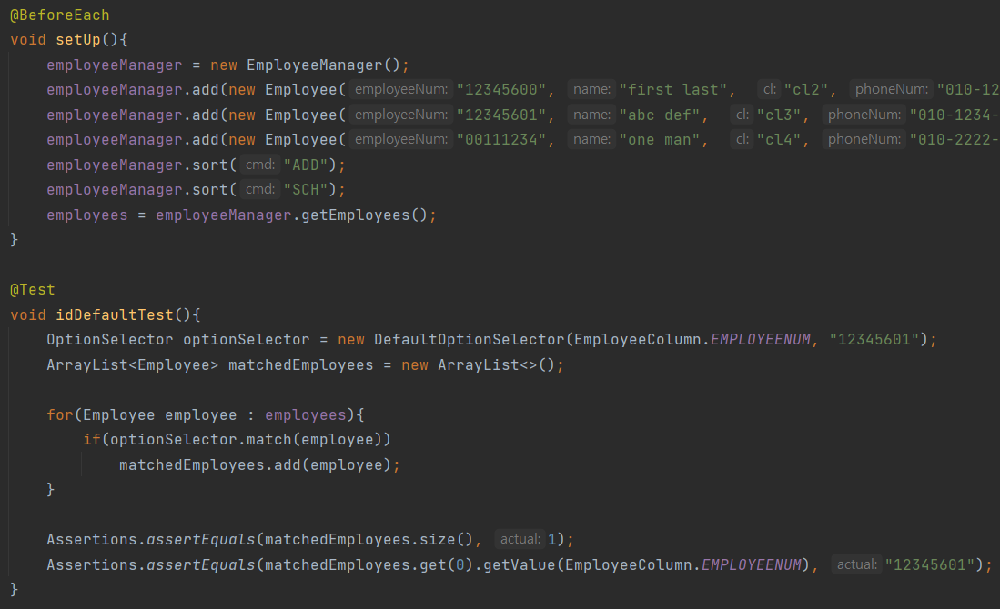 @BeforeEach
void setUp(){
employeeManager = new EmployeeManager();
employeeManager.add(new Employee( employeeNum: "12345600", name: "first last", cl: "cl2", phoneNum: "010-12
employeeManager.add(new Employee( employeeNum: "12345601", name: "abc def", cl: "cl3", phoneNum: "010-1234-
employeeManager.add(new Employee( employeeNum: "00111234", name: "one man", cl: "cl4", phoneNum: "010-2222-
employeeManager.sort( cmd: "ADD");
employeeManager.sort( cmd: "SCH");
employees = employeeManager.getEmployees();
}
@Test
void idDefaultTest(){
OptionSelector optionSelector = new DefaultOptionSelector(EmployeeColumn.EMPLOYEENUM, "12345601");
ArrayList<Employee> matchedEmployees = new ArrayList<>();
for(Employee employee : employees){
if(optionSelector.match(employee))
matchedEmployees.add(employee);
}
Assertions.assertEquals(matchedEmployees.size(), actual: 1);
Assertions.assertEquals(matchedEmployees.get(0).getValue(EmployeeColumn.EMPLOYEENUM), actual: "12345601");
}